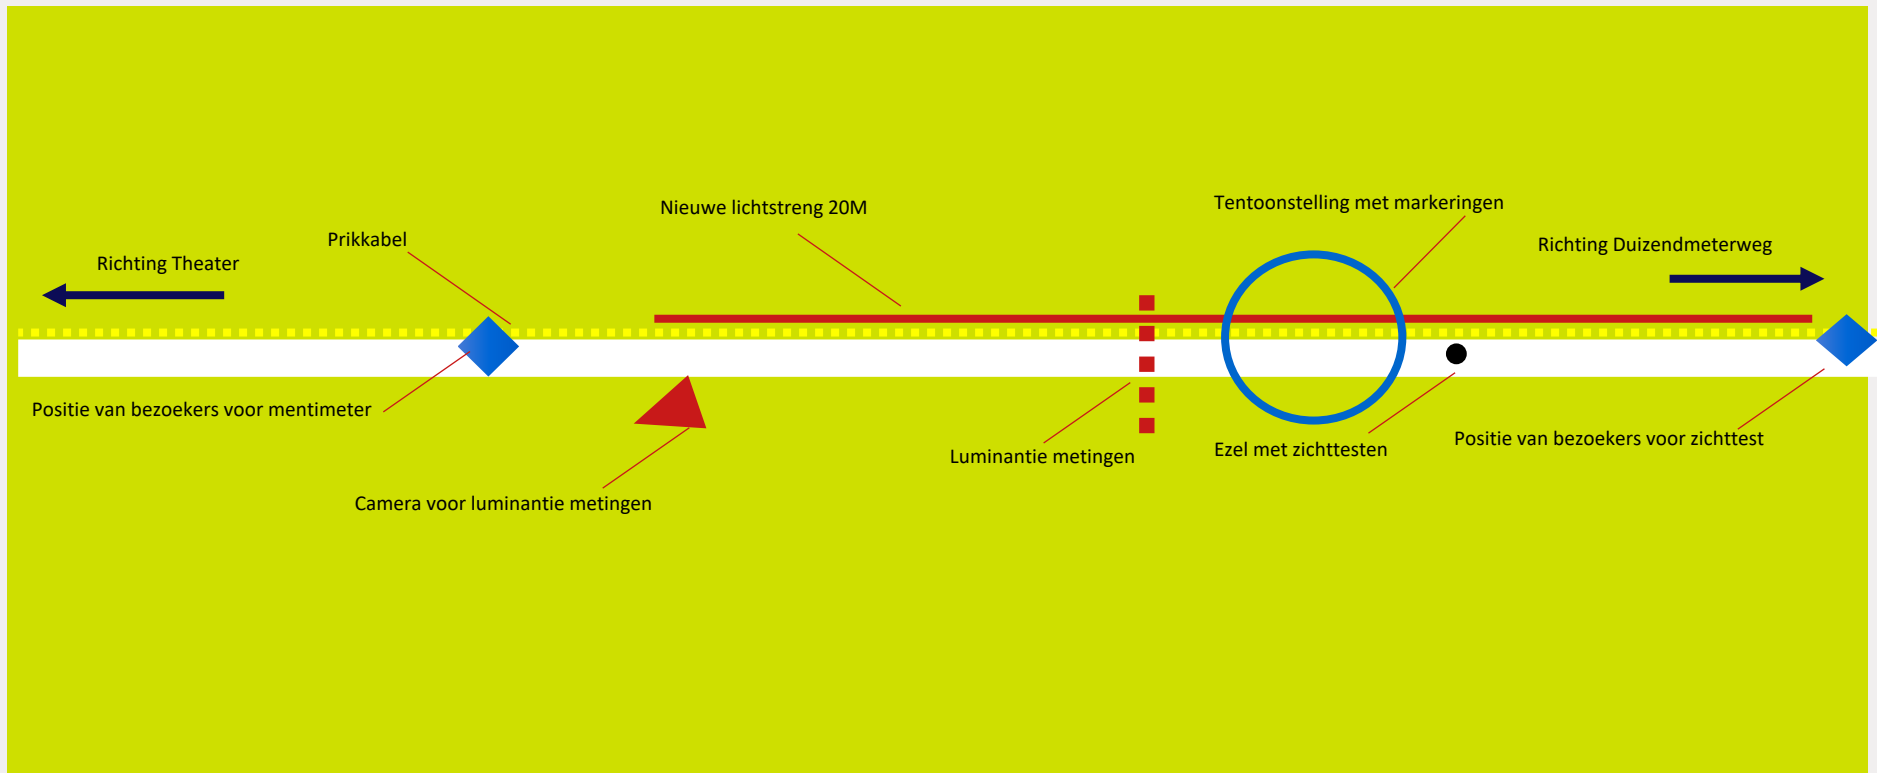 Nieuwe lichtstreng 20M
Tentoonstelling met markeringen
Prikkabel
Richting Duizendmeterweg
Richting Theater
Positie van bezoekers voor mentimeter
Luminantie metingen
Ezel met zichttesten
Positie van bezoekers voor zichttest
Camera voor luminantie metingen